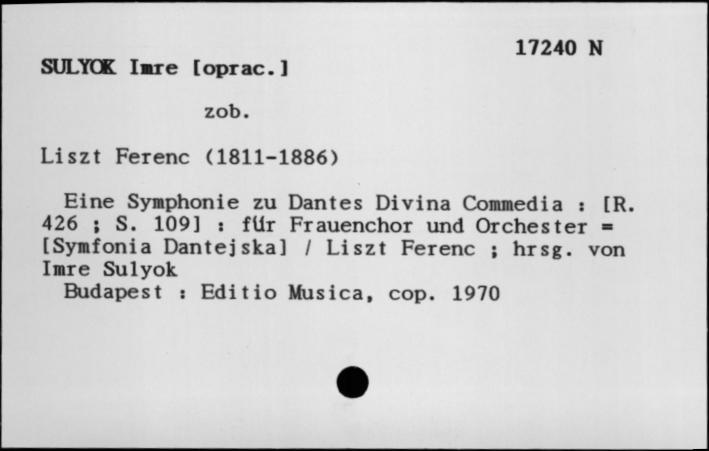 17240 N
SULYOK Imre [oprac.]
zob.
Liszt Ferenc (1811-1886)
Eine Symphonie zu Dantes Divina Commedia : [R.
426 ; S. 109] : für Frauenchor und Orchester =
[Symfonia Dantejska] / Liszt Ferenc ; hrsg. von
Imre Sulyok
Budapest : Editio Musica, cop. 1970